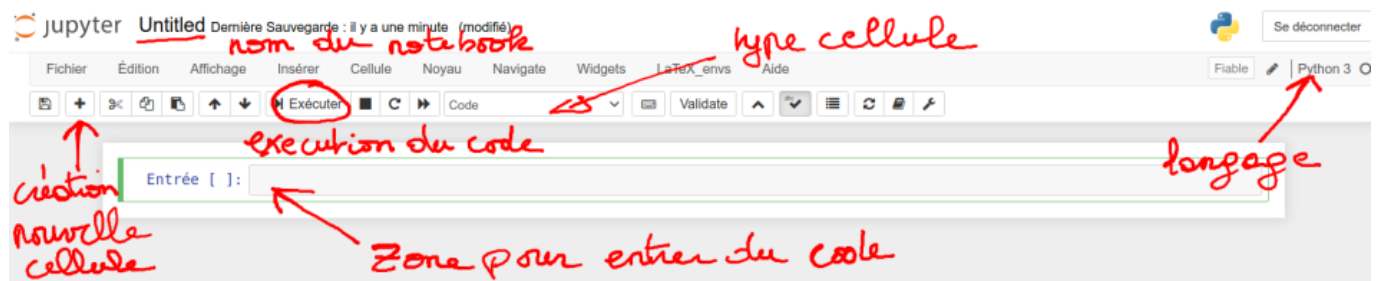 jupyter Untitled Dernière Sauvegarde : il y a une minute (modifié) Se déconnecter
nom du notebook
type cellule
Fichier Édition Affichage Insérer Cellule Noyau Navigate Widgets LaTeX_envs Aide Fiable Python 3
Exécuter Code Validate
execution du code
langage
Entrée [ ]:
création
nouvelle
cellule
Zone pour entrer du code